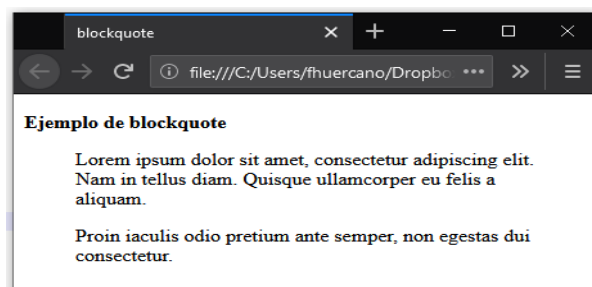 blockquote
file:///C:/Users/fhuercano/Dropbo
Ejemplo de blockquote
Lorem ipsum dolor sit amet, consectetur adipiscing elit.
Nam in tellus diam. Quisque ullamcorper eu felis a
aliquam.
Proin iaculis odio pretium ante semper, non egestas dui
consectetur.